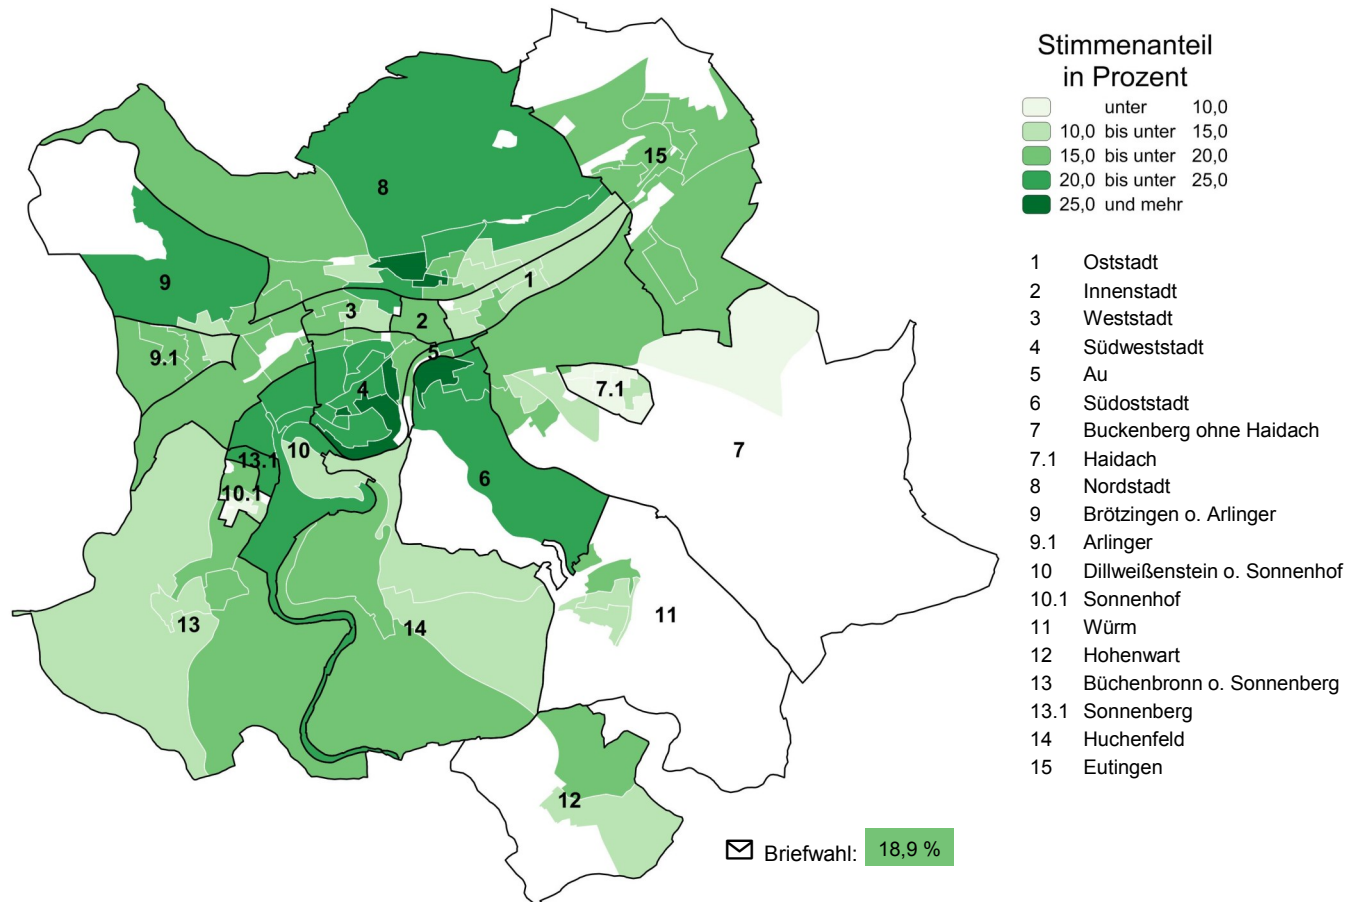 Stimmenanteil
in Prozent
unter 10,0
10,0 bis unter 15,0
15,0 bis unter 20,0
20,0 bis unter 25,0
25,0 und mehr
1 Oststadt
2 Innenstadt
3 Weststadt
4 Südweststadt
5 Au
6 Südoststadt
7 Buckenberg ohne Haidach
7.1 Haidach
8 Nordstadt
9 Brötzingen o. Arlinger
9.1 Arlinger
10 Dillweißenstein o. Sonnenhof
10.1 Sonnenhof
11 Würm
12 Hohenwart
13 Büchenbronn o. Sonnenberg
13.1 Sonnenberg
14 Huchenfeld
15 Eutingen
15
8
9
1
3
2
9.1
5
4
7.1
10
7
13.1
6
10.1
11
13
14
12
Briefwahl: 18,9 %